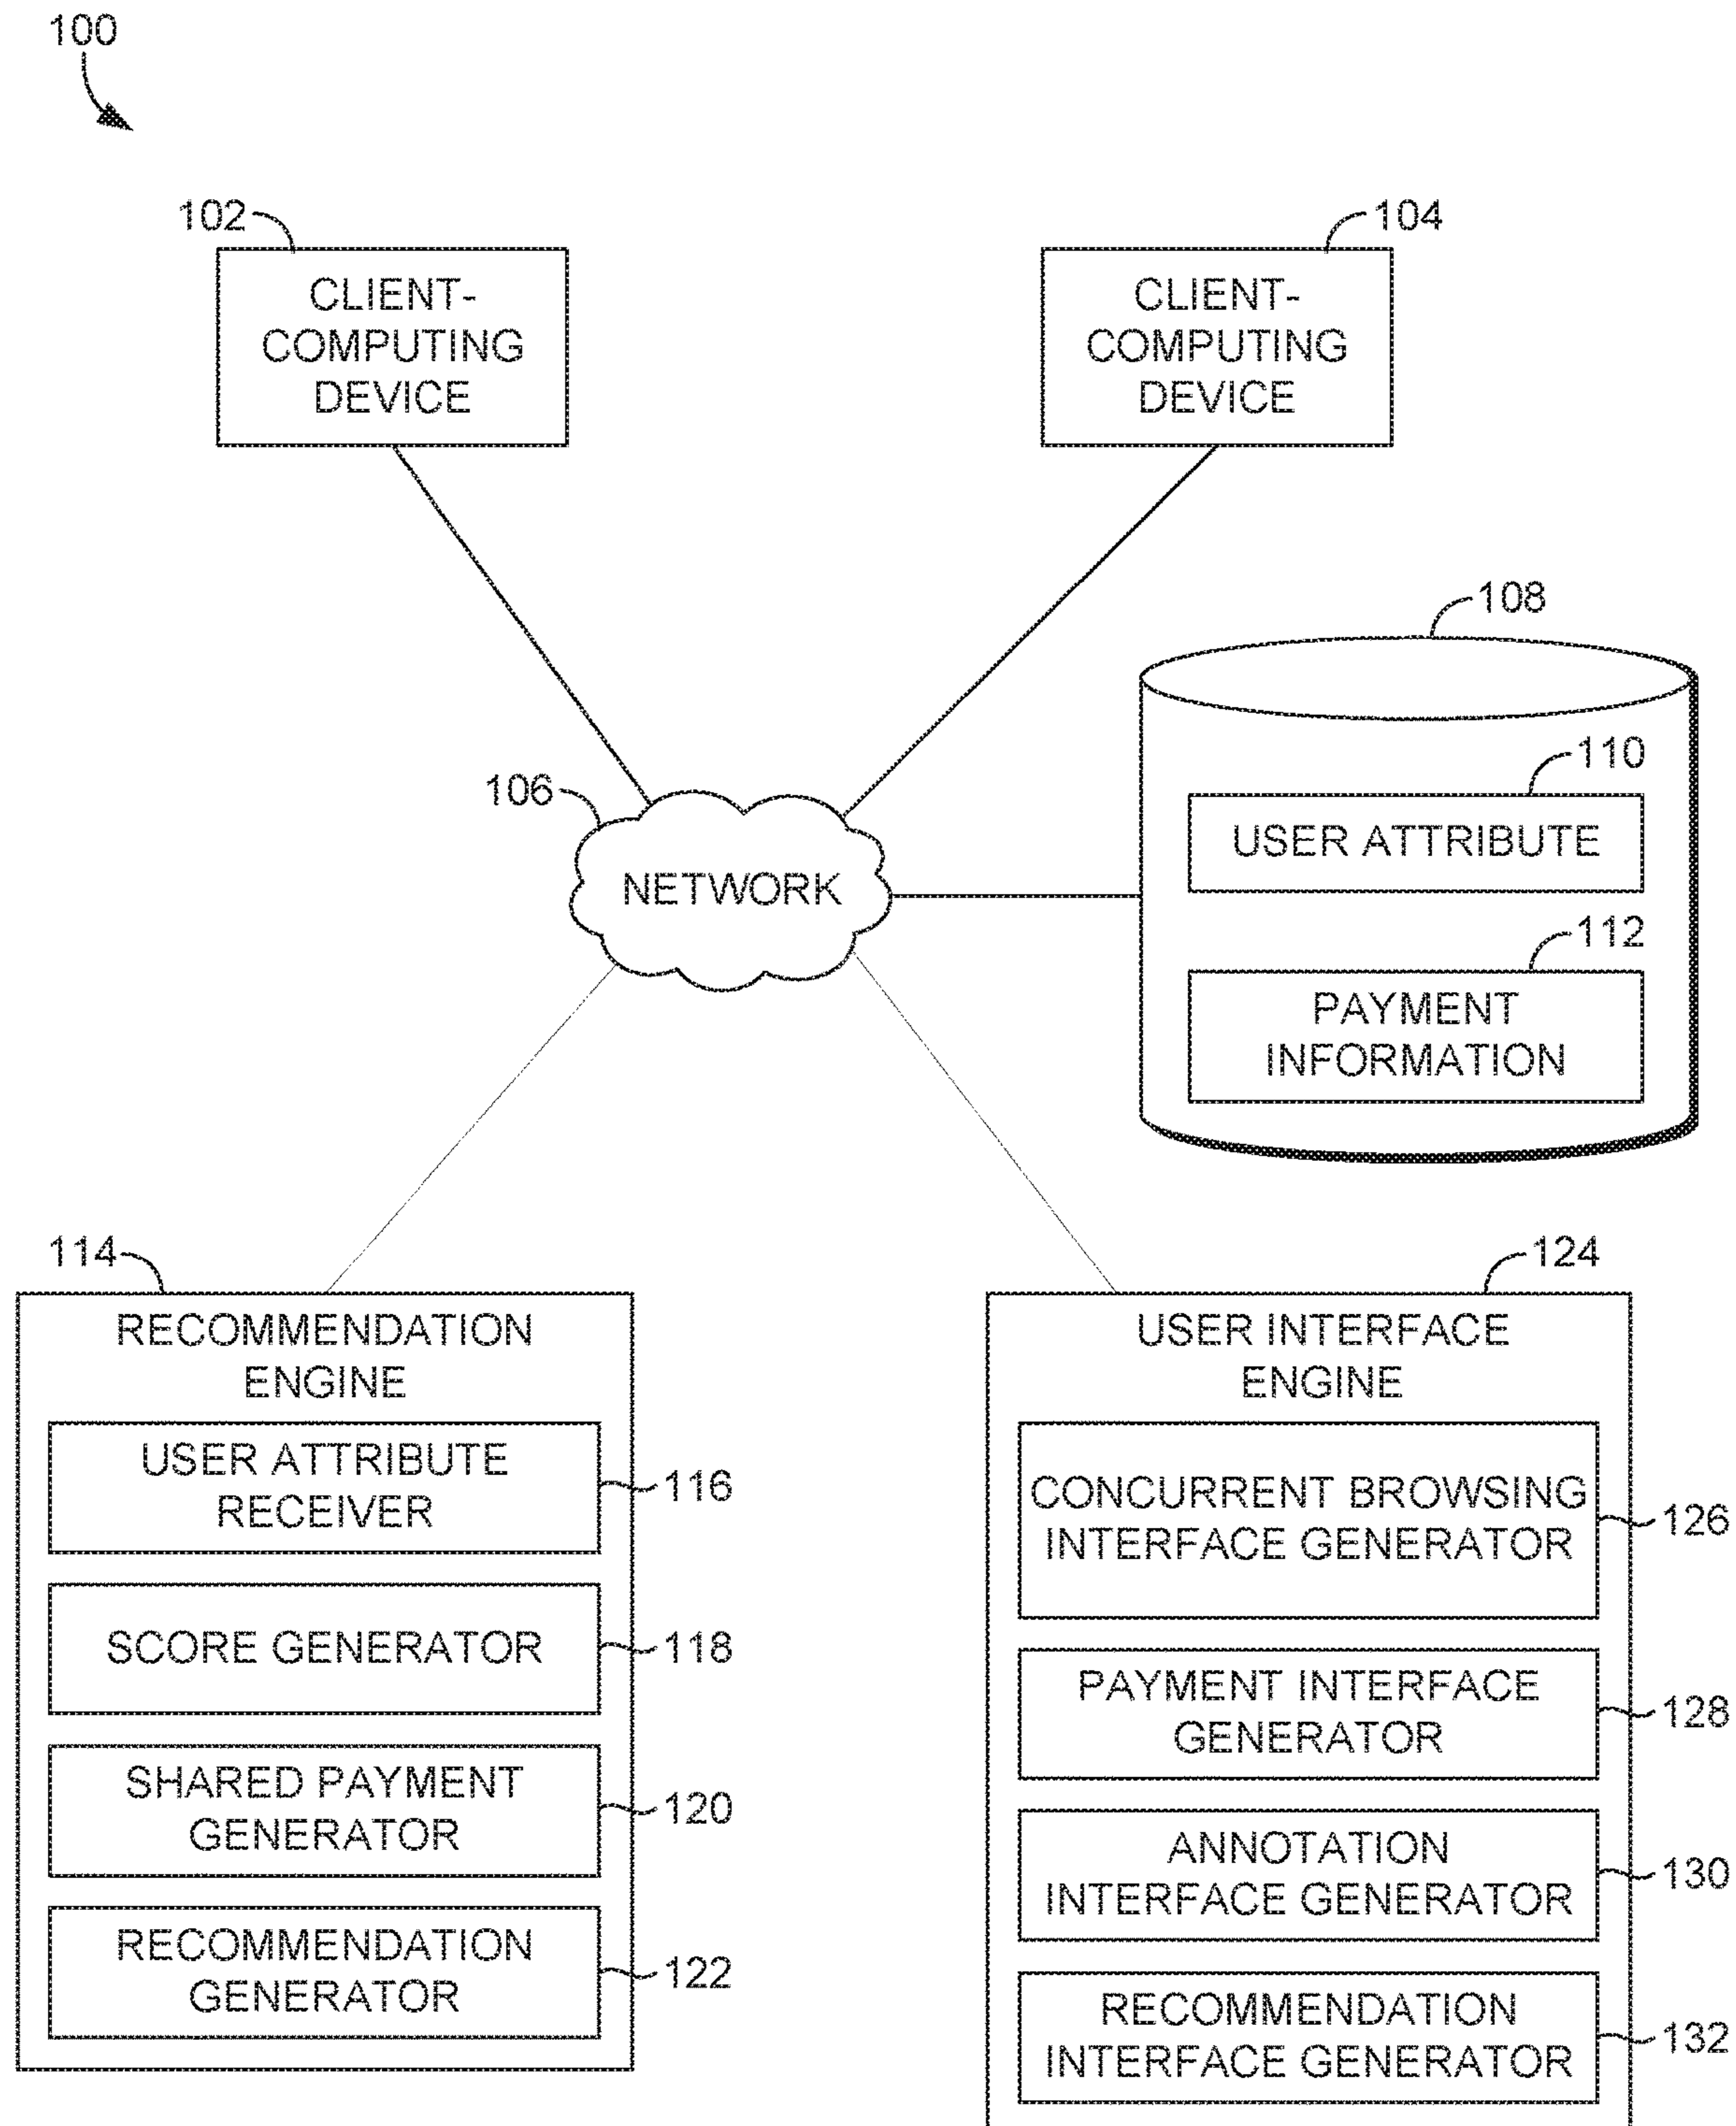 100
102
104
CLIENT-
COMPUTING
DEVICE
CLIENT-
COMPUTING
DEVICE
108
106
NETWORK
110
USER ATTRIBUTE
112
PAYMENT
INFORMATION
114
RECOMMENDATION
ENGINE
USER ATTRIBUTE
RECEIVER
116
SCORE GENERATOR
118
SHARED PAYMENT
GENERATOR
120
RECOMMENDATION
GENERATOR
122
124
USER INTERFACE
ENGINE
CONCURRENT BROWSING
INTERFACE GENERATOR
126
PAYMENT INTERFACE
GENERATOR
128
ANNOTATION
INTERFACE GENERATOR
130
RECOMMENDATION
INTERFACE GENERATOR
132